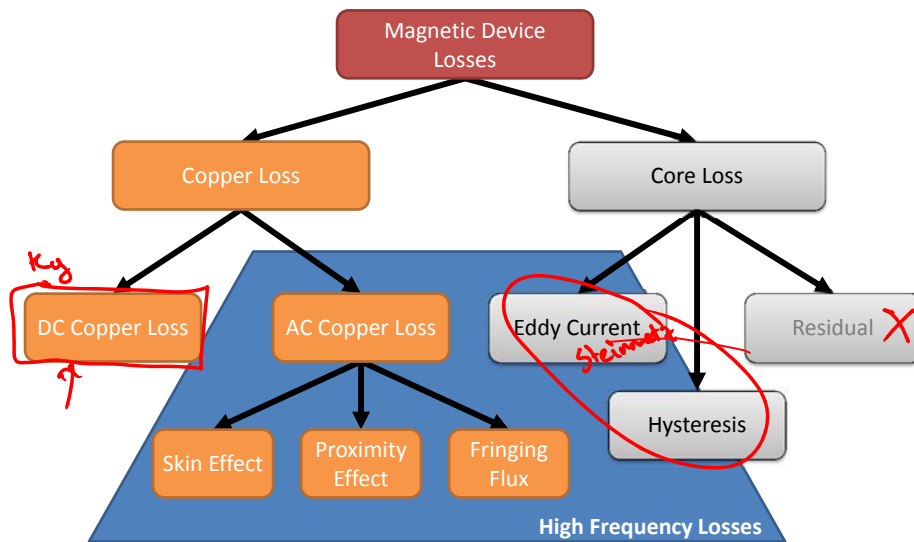 Magnetic Device
Losses
Copper Loss
Core Loss
Kg
DC Copper Loss
AC Copper Loss
Eddy Current
Steinmetz
Residual X
Hysteresis
Skin Effect
Proximity
Effect
Fringing
Flux
High Frequency Losses